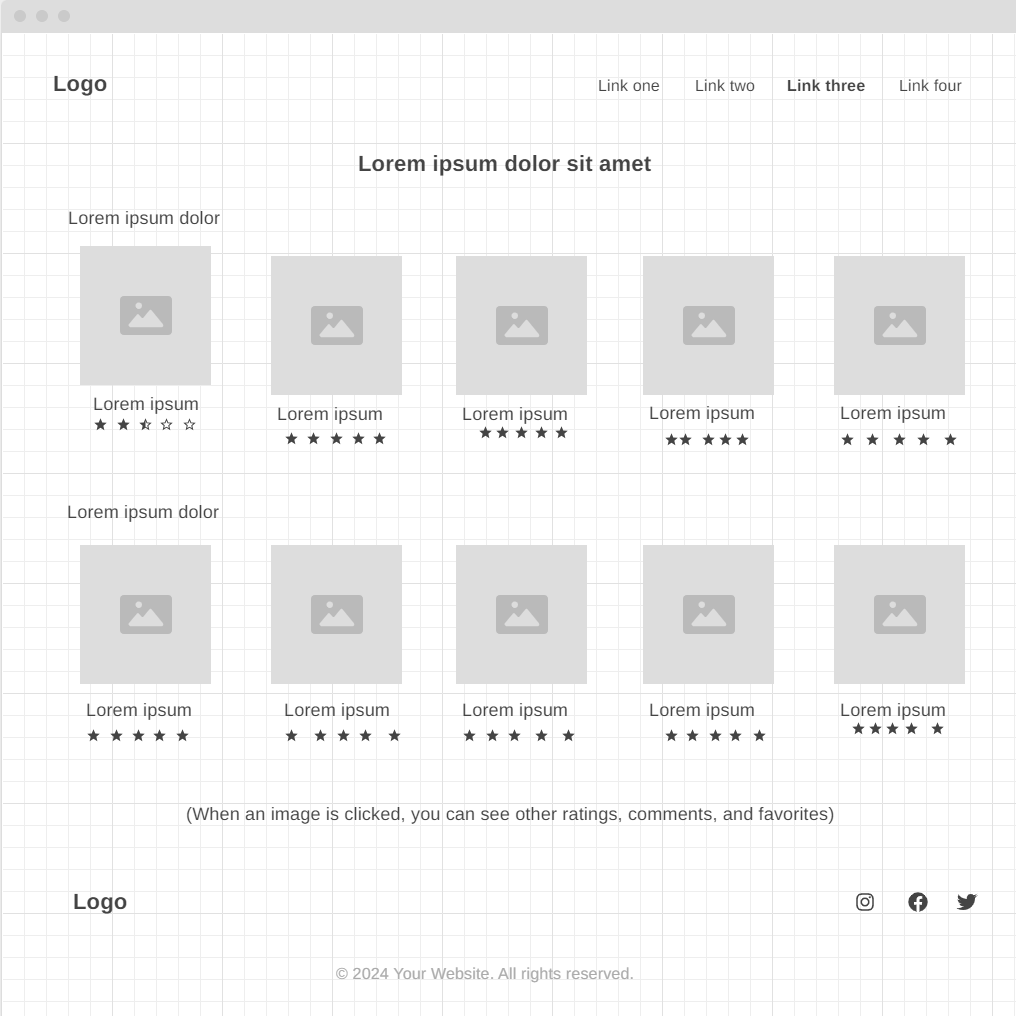 Logo
Link one
Link two
Link three
Link four
Lorem ipsum dolor sit amet
Lorem ipsum dolor
Lorem ipsum
Lorem ipsum
Lorem ipsum
Lorem ipsum
Lorem ipsum
Lorem ipsum dolor
Lorem ipsum
Lorem ipsum
Lorem ipsum
Lorem ipsum
Lorem ipsum
(When an image is clicked, you can see other ratings, comments, and favorites)
Logo
© 2024 Your Website. All rights reserved.